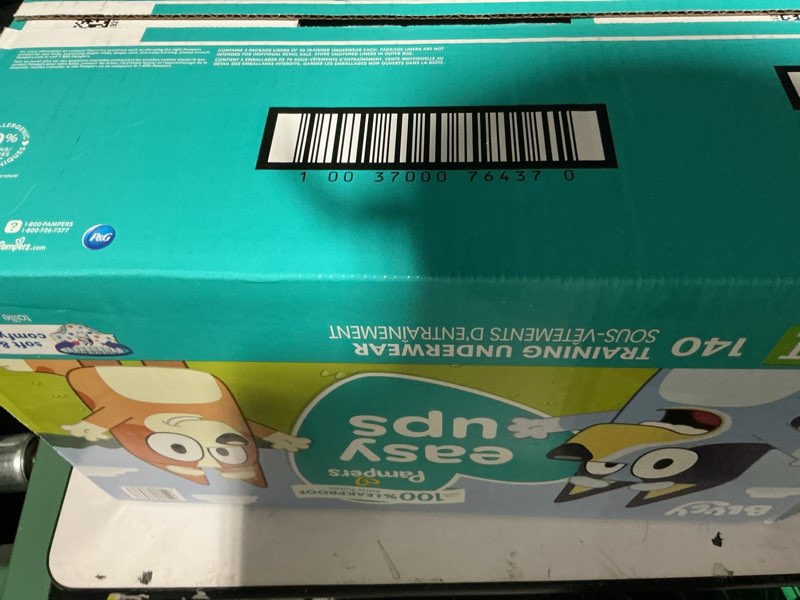 CONTAINS 2 PACKAGE LINERS OF 70 TRAINING UNDERWEAR EACH. PACKAGE LINERS ARE NOT
INTENDED FOR INDIVIDUAL RETAIL SALE. STORE UNOPENED LINERS IN OUTER BOX.
CONTIENT 2 EMBALLAGES DE 70 SOUS-VÊTEMENTS D'ENTRAÎNEMENT. VENTE INDIVIDUELLE AU
DÉTAIL DES EMBALLAGES INTERDITE. GARDER LES EMBALLAGES NON OUVERTS DANS LA BOÎTE.
1 00 37000 76437 0
? 1-800-PAMPERS
1-800-726-7377
Pampers.com
P&G
140 TRAINING UNDERWEAR
SOUS-VÊTEMENTS D'ENTRAÎNEMENT
soft &
comfy
taille
BLUEY
Pampers
easy
ups
100% LEAKPROOF